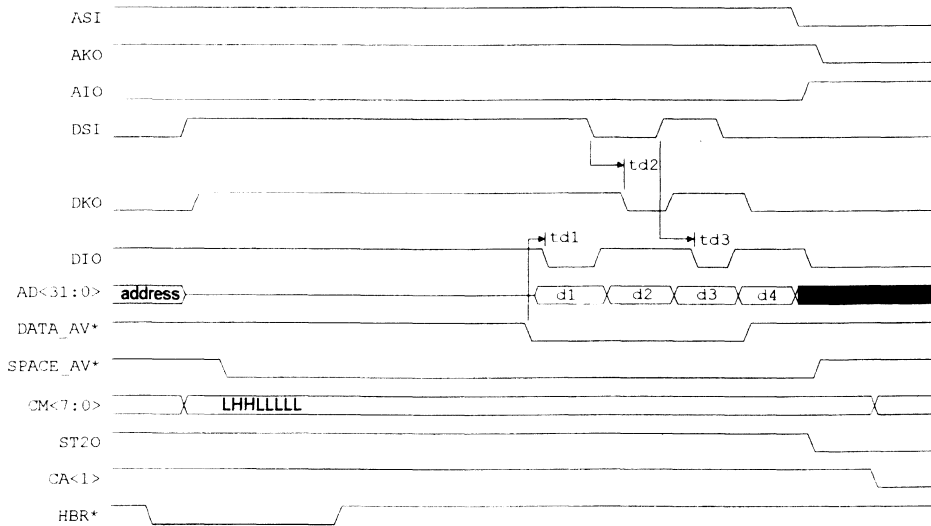 ASI
AKO
AIO
DSI
td2
DKO
td1
td3
DIO
AD<31:0> address d1 d2 d3 d4
DATA_AV*
SPACE_AV*
CM<7:0> LHHLLLLL
ST2O
CA<1>
HBR*